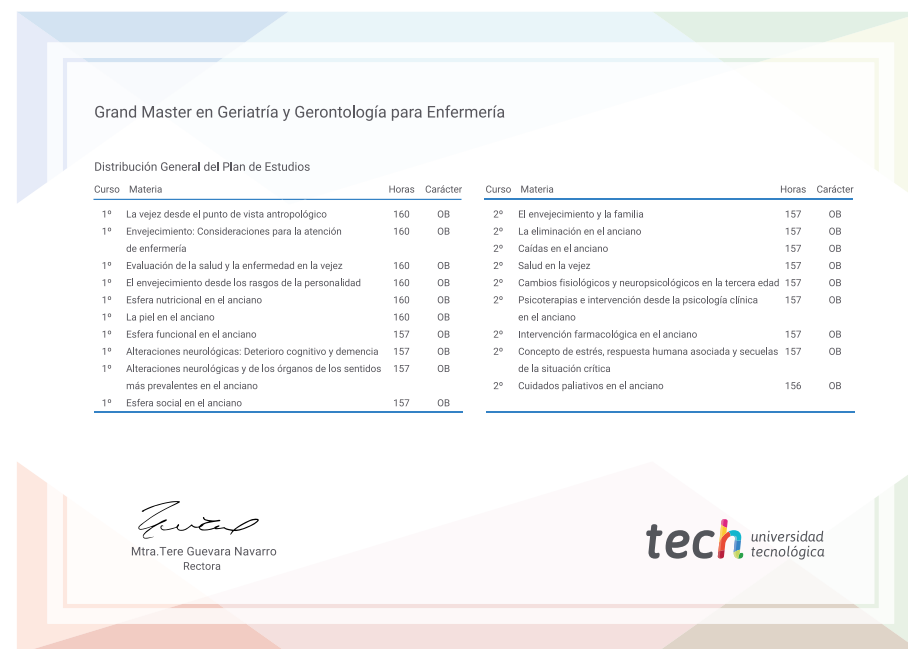 Grand Master en Geriatría y Gerontología para Enfermería
Distribución General del Plan de Estudios
Curso Materia Horas Carácter
1º La vejez desde el punto de vista antropológico 160 OB
1º Envejecimiento: Consideraciones para la atención 160 OB
de enfermería
1º Evaluación de la salud y la enfermedad en la vejez 160 OB
1º El envejecimiento desde los rasgos de la personalidad 160 OB
1º Esfera nutricional en el anciano 160 OB
1º La piel en el anciano 160 OB
1º Esfera funcional en el anciano 157 OB
1º Alteraciones neurológicas: Deterioro cognitivo y demencia 157 OB
1º Alteraciones neurológicas y de los órganos de los sentidos 157 OB
más prevalentes en el anciano
1º Esfera social en el anciano 157 OB
Curso Materia Horas Carácter
2º El envejecimiento y la familia 157 OB
2º La eliminación en el anciano 157 OB
2º Caídas en el anciano 157 OB
2º Salud en la vejez 157 OB
2º Cambios fisiológicos y neuropsicológicos en la tercera edad 157 OB
2º Psicoterapias e intervención desde la psicología clínica 157 OB
en el anciano
2º Intervención farmacológica en el anciano 157 OB
2º Concepto de estrés, respuesta humana asociada y secuelas 157 OB
de la situación crítica
2º Cuidados paliativos en el anciano 156 OB
Mtra.Tere Guevara Navarro
Rectora
tech universidad
tecnológica